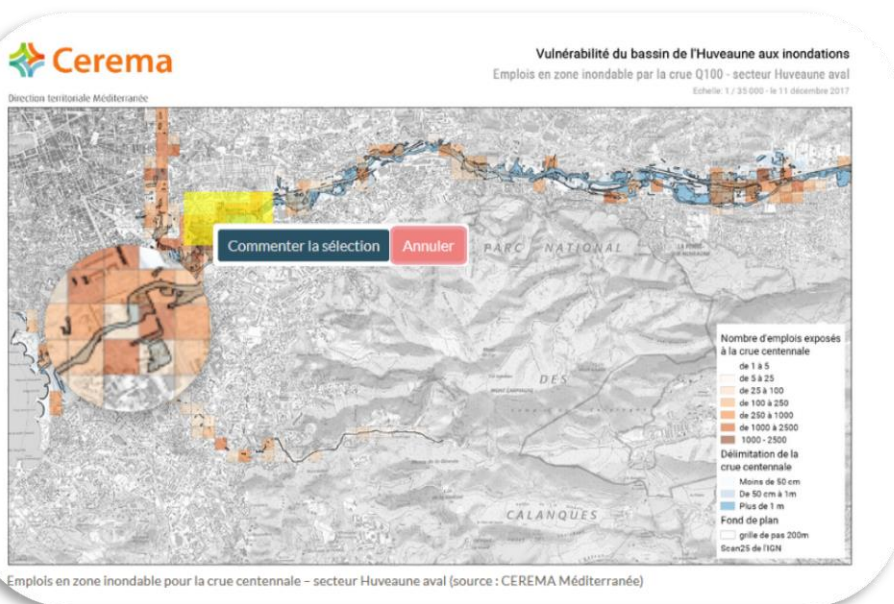 Cerema
Direction territoriale Méditerranée
Vulnérabilité du bassin de l'Huveaune aux inondations
Emplois en zone inondable par la crue Q100 - secteur Huveaune aval
Echelle: 1 / 35 000 - le 11 décembre 2017
Commenter la sélection
Annuler
PARC NATIONAL
DES
CALANQUES
Nombre d'emplois exposés
à la crue centennale
de 1 à 5
de 5 à 25
de 25 à 100
de 100 à 250
de 250 à 1000
de 1000 à 2500
1000 - 2500
Délimitation de la
crue centennale
Moins de 50 cm
De 50 cm à 1m
Plus de 1 m
Fond de plan
grille de pas 200m
Scan25 de l'IGN
Emplois en zone inondable pour la crue centennale – secteur Huveaune aval (source : CEREMA Méditerranée)